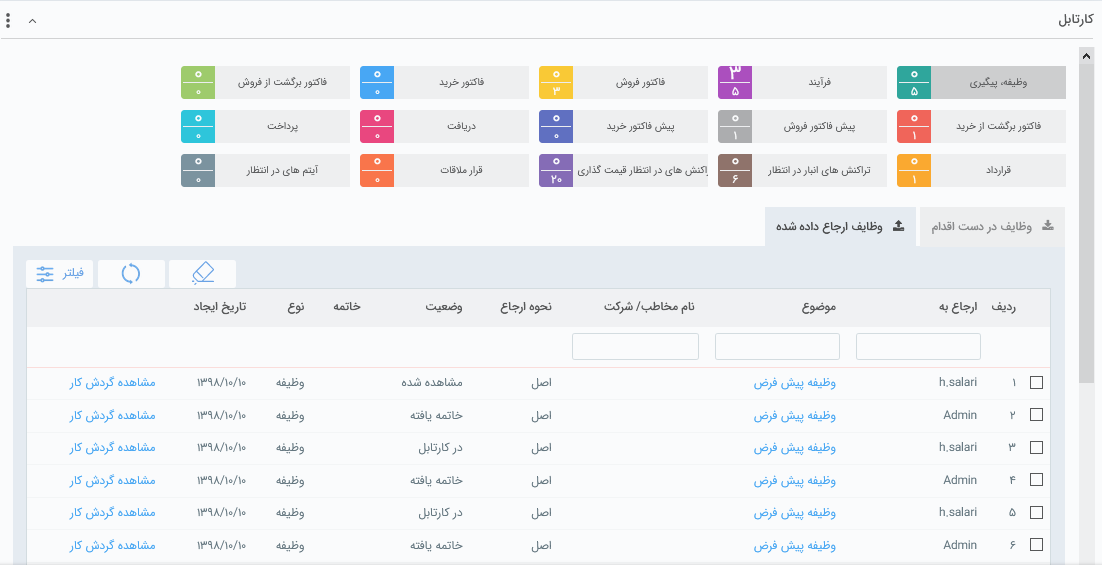 کارتابل
وظیفه، پیگیری ۰ ۵ فرآیند ۳ ۵ فاکتور فروش ۰ ۳ فاکتور خرید ۰ ۰ فاکتور برگشت از فروش ۰ ۰
فاکتور برگشت از خرید ۰ ۱ پیش فاکتور فروش ۰ ۱ پیش فاکتور خرید ۰ ۰ دریافت ۰ ۰ پرداخت ۰ ۰
قرارداد ۰ ۱ تراکنش های انبار در انتظار ۰ ۶ راکنش های در انتظار قیمت گذاری ۰ ۲۰ قرار ملاقات ۰ ۰ آیتم های در انتظار ۰ ۰
وظایف در دست اقدام وظایف ارجاع داده شده
فیلتر
ردیف ارجاع به موضوع نام مخاطب/ شرکت نحوه ارجاع وضعیت خاتمه نوع تاریخ ایجاد
۱ h.salari وظیفه پیش فرض اصل مشاهده شده وظیفه ۱۳۹۸/۱۰/۱۰ مشاهده گردش کار
۲ Admin وظیفه پیش فرض اصل خاتمه یافته وظیفه ۱۳۹۸/۱۰/۱۰ مشاهده گردش کار
۳ h.salari وظیفه پیش فرض اصل در کارتابل وظیفه ۱۳۹۸/۱۰/۱۰ مشاهده گردش کار
۴ Admin وظیفه پیش فرض اصل خاتمه یافته وظیفه ۱۳۹۸/۱۰/۱۰ مشاهده گردش کار
۵ h.salari وظیفه پیش فرض اصل در کارتابل وظیفه ۱۳۹۸/۱۰/۱۰ مشاهده گردش کار
۶ Admin وظیفه پیش فرض اصل خاتمه یافته وظیفه ۱۳۹۸/۱۰/۱۰ مشاهده گردش کار